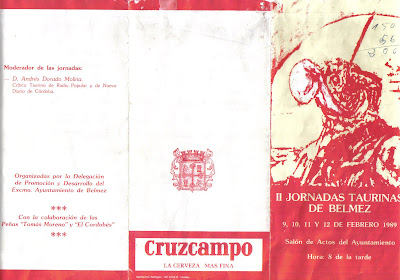 Moderador de las jornadas:
— D. Andrés Dorado Molina.
Crítico Taurino de Radio Popular y de Nuevo
Diario de Córdoba.
Organizadas por la Delegación
de Promoción y Desarrollo del
Excmo. Ayuntamiento de Belmez
***
Con la colaboración de las
Peñas "Tomás Moreno" y "El Cordobés"
***
Cruzcampo
LA CERVEZA MAS FINA
150
56
206
II JORNADAS TAURINAS
DE BELMEZ
9, 10, 11 Y 12 DE FEBRERO 1989
Salón de Actos del Ayuntamiento
Hora: 8 de la tarde